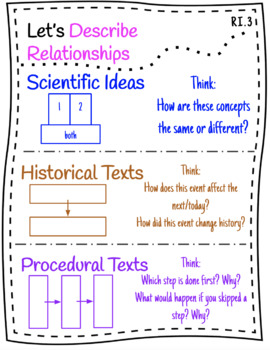 Let's Describe
Relationships
RI.3
Scientific Ideas
1 2
both
Think:
How are these concepts
the same or different?
Historical Texts
Think:
How does this event affect the
next/today?
How did this event change history?
Procedural Texts
Think:
Which step is done first? Why?
What would happen if you skipped a
step? Why?